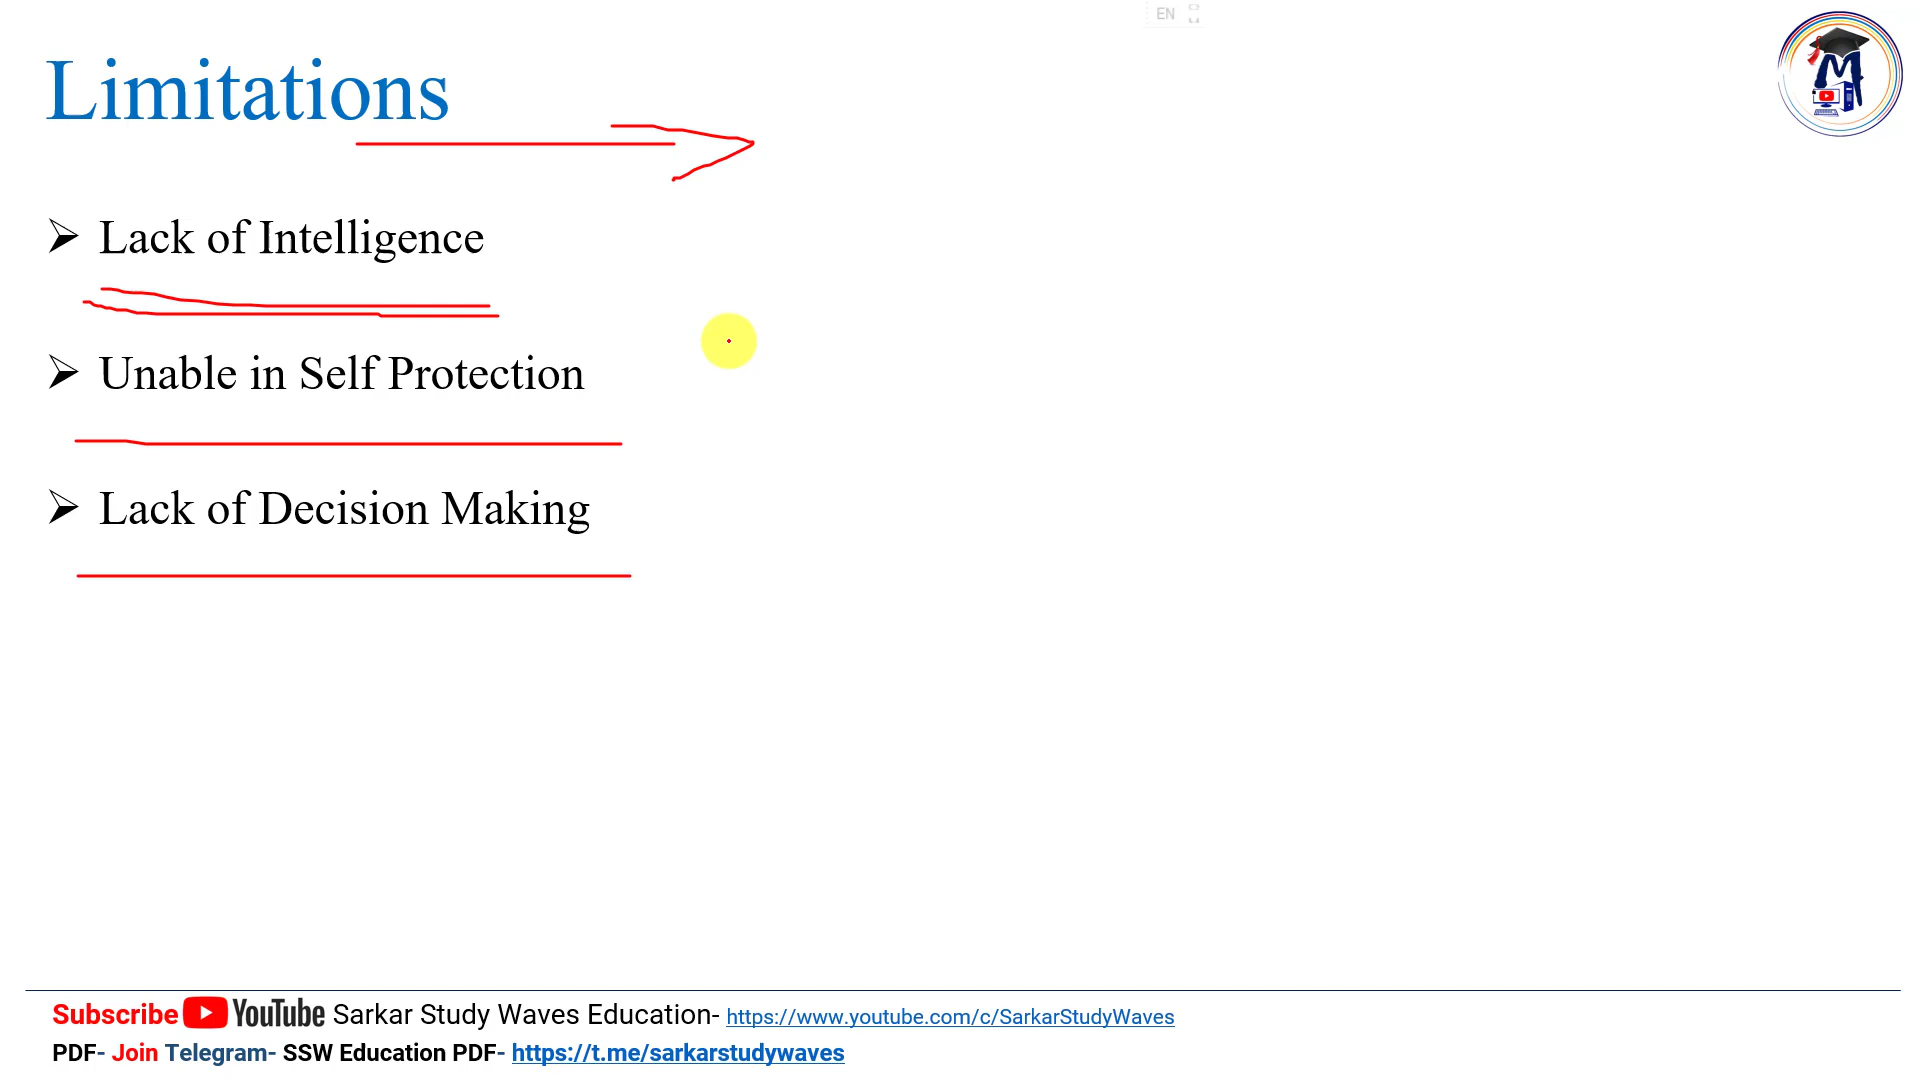 EN
Limitations
Lack of Intelligence
Unable in Self Protection
Lack of Decision Making
Subscribe YouTube Sarkar Study Waves Education- https://www.youtube.com/c/SarkarStudyWaves
PDF- Join Telegram- SSW Education PDF- https://t.me/sarkarstudywaves